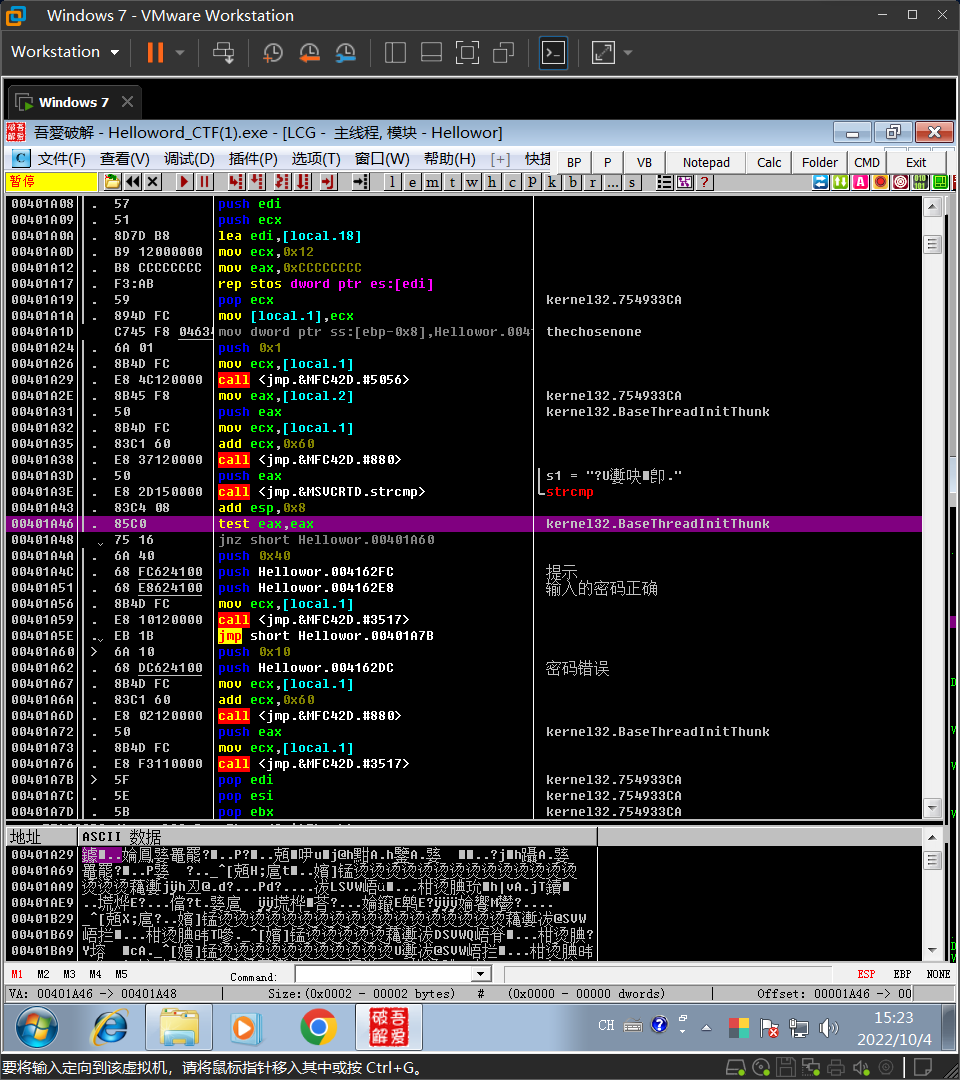 Windows 7 - VMware Workstation
Workstation
Windows 7
吾愛破解 - Helloword_CTF(1).exe - [LCG - 主线程, 模块 - Hellowor]
文件(F) 查看(V) 调试(D) 插件(P) 选项(T) 窗口(W) 帮助(H) [+] 快捷 BP P VB Notepad Calc Folder CMD Exit
暂停 l e m t w h c p k b r ... s ?
00401A08 . 57 push edi
00401A09 . 51 push ecx
00401A0A . 8D7D B8 lea edi,[local.18]
00401A0D . B9 12000000 mov ecx,0x12
00401A12 . B8 CCCCCCCC mov eax,0xCCCCCCCC
00401A17 . F3:AB rep stos dword ptr es:[edi]
00401A19 . 59 pop ecx kernel32.754933CA
00401A1A . 894D FC mov [local.1],ecx
00401A1D C745 F8 0463 mov dword ptr ss:[ebp-0x8],Hellowor.004 thechosenone
00401A24 . 6A 01 push 0x1
00401A26 . 8B4D FC mov ecx,[local.1]
00401A29 . E8 4C120000 call <jmp.&MFC42D.#5056>
00401A2E . 8B45 F8 mov eax,[local.2] kernel32.754933CA
00401A31 . 50 push eax kernel32.BaseThreadInitThunk
00401A32 . 8B4D FC mov ecx,[local.1]
00401A35 . 83C1 60 add ecx,0x60
00401A38 . E8 37120000 call <jmp.&MFC42D.#880>
00401A3D . 50 push eax s1 =
00401A3E . E8 2D150000 call <jmp.&MSVCRTD.strcmp> strcmp
00401A43 . 83C4 08 add esp,0x8
00401A46 . 85C0 test eax,eax kernel32.BaseThreadInitThunk
00401A48 . 75 16 jnz short Hellowor.00401A60
00401A4A . 6A 40 push 0x40
00401A4C . 68 FC624100 push Hellowor.004162FC 提示
00401A51 . 68 E8624100 push Hellowor.004162E8 输入的密码正确
00401A56 . 8B4D FC mov ecx,[local.1]
00401A59 . E8 10120000 call <jmp.&MFC42D.#3517>
00401A5E . EB 1B jmp short Hellowor.00401A7B
00401A60 > 6A 10 push 0x10
00401A62 . 68 DC624100 push Hellowor.004162DC 密码错误
00401A67 . 8B4D FC mov ecx,[local.1]
00401A6A . 83C1 60 add ecx,0x60
00401A6D . E8 02120000 call <jmp.&MFC42D.#880>
00401A72 . 50 push eax kernel32.BaseThreadInitThunk
00401A73 . 8B4D FC mov ecx,[local.1]
00401A76 . E8 F3110000 call <jmp.&MFC42D.#3517>
00401A7B > 5F pop edi kernel32.754933CA
00401A7C . 5E pop esi kernel32.754933CA
00401A7D . 5B pop ebx kernel32.754933CA
地址 ASCII 数据
00401A29
00401A69
00401AA9
00401AE9
00401B29
00401B69
00401BA9
M1 M2 M3 M4 M5 Command: ESP EBP NONE
VA: 00401A46 -> 00401A48 Size:(0x0002 - 00002 bytes) # (0x0000 - 00000 dwords) Offset: 00001A46 -> 00
吾爱破解 CH 15:23
2022/10/4
要将输入定向到该虚拟机，请将鼠标指针移入其中或按 Ctrl+G。